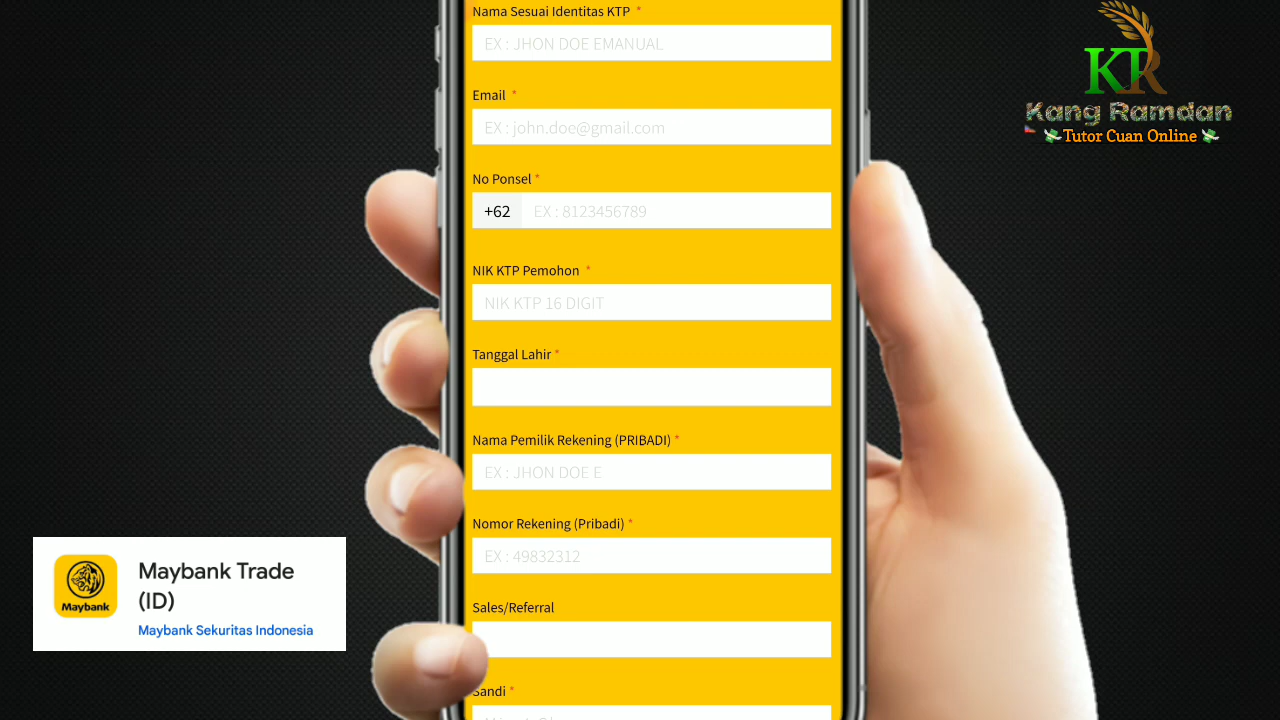 Nama Sesuai Identitas KTP *
EX : JHON DOE EMANUAL
Email *
EX : john.doe@gmail.com
No Ponsel *
+62 EX : 8123456789
NIK KTP Pemohon *
NIK KTP 16 DIGIT
Tanggal Lahir *
Nama Pemilik Rekening (PRIBADI) *
EX : JHON DOE E
Nomor Rekening (Pribadi) *
EX : 49832312
Sales/Referral
Sandi *
KR
Kang Ramdan
Tutor Cuan Online
Maybank
Maybank Trade
(ID)
Maybank Sekuritas Indonesia